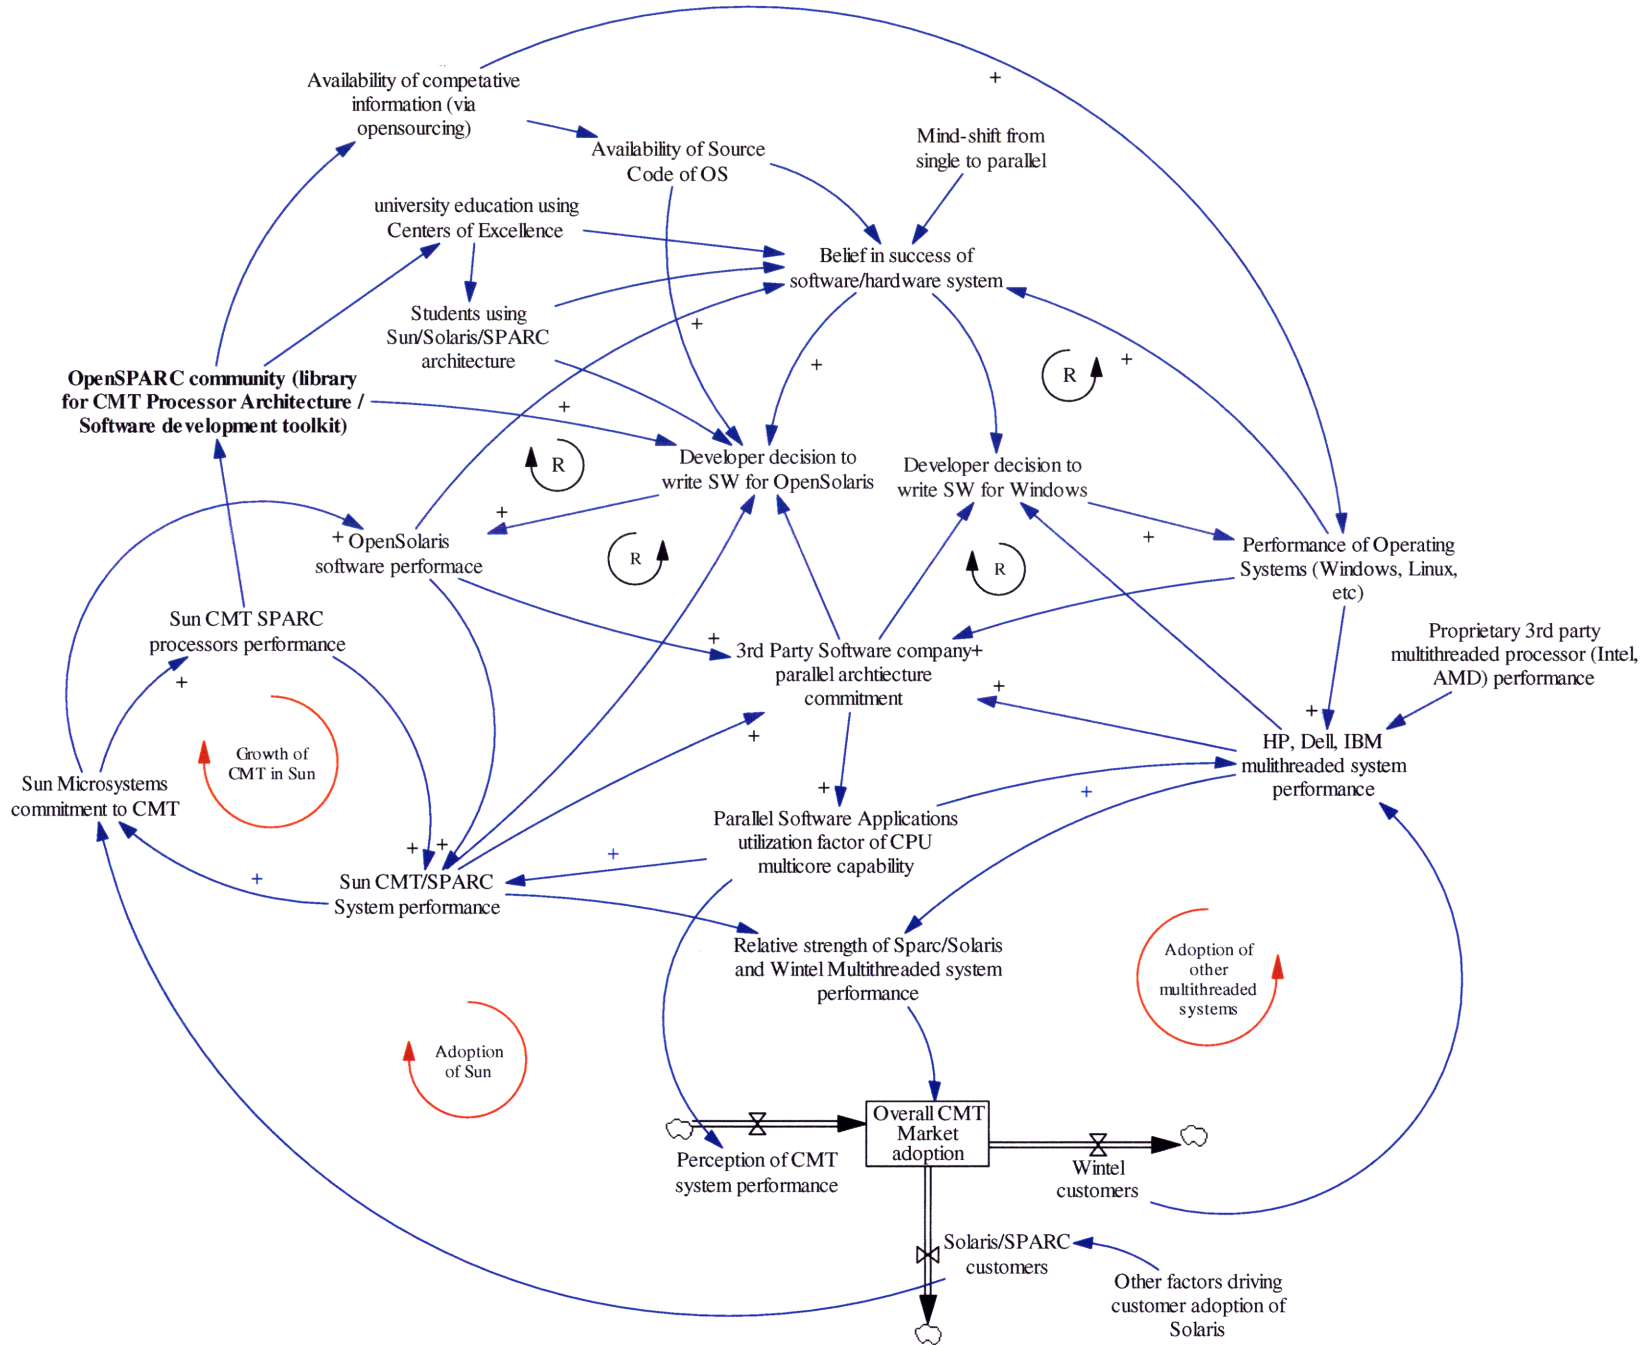 Availability of competative
information (via
opensourcing)
+
Mind-shift from
single to parallel
Availability of Source
Code of OS
university education using
Centers of Excellence
Belief in success of
software/hardware system
Students using
Sun/Solaris/SPARC
architecture
+
+
R
+
OpenSPARC community (library
for CMT Processor Architecture /
Software development toolkit)
+
R
Developer decision to
write SW for OpenSolaris
Developer decision to
write SW for Windows
+
+
OpenSolaris
software performace
R
R
+
Performance of Operating
Systems (Windows, Linux,
etc)
Sun CMT SPARC
processors performance
+
+
3rd Party Software company+
parallel archtiecture
commitment
Proprietary 3rd party
multithreaded processor (Intel,
AMD) performance
+
+
+
HP, Dell, IBM
mulithreaded system
performance
Growth of
CMT in Sun
Sun Microsystems
commitment to CMT
+
+
Parallel Software Applications
utilization factor of CPU
multicore capability
+
+
+
+
Sun CMT/SPARC
System performance
Relative strength of Sparc/Solaris
and Wintel Multithreaded system
performance
Adoption of
other
multithreaded
systems
Adoption
of Sun
Overall CMT
Market
adoption
Perception of CMT
system performance
Wintel
customers
Solaris/SPARC
customers
Other factors driving
customer adoption of
Solaris